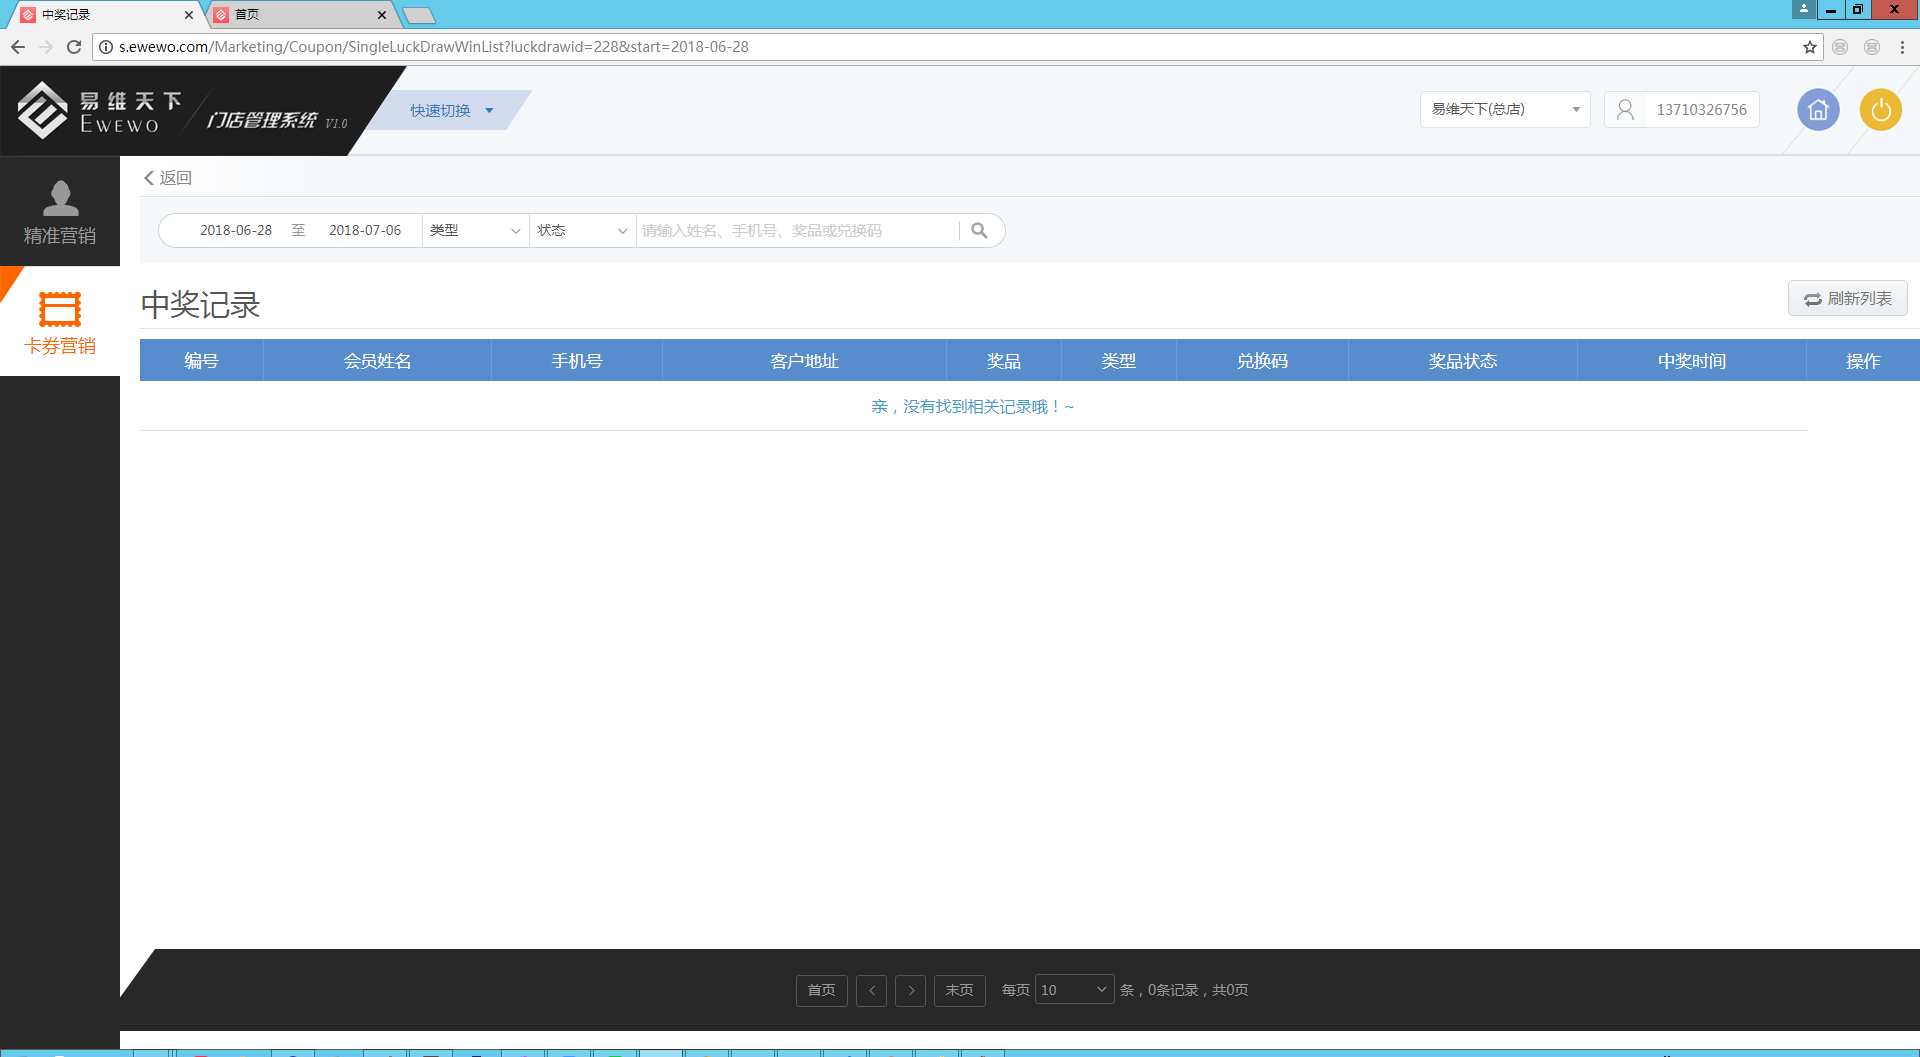 中奖记录
首页
s.ewewo.com/Marketing/Coupon/SingleLuckDrawWinList?luckdrawid=228&start=2018-06-28
易维天下
EWEWO
门店管理系统 V1.0
快速切换
易维天下(总店)
13710326756
精准营销
卡券营销
返回
2018-06-28 至 2018-07-06 类型 状态 请输入姓名、手机号、奖品或兑换码
中奖记录
刷新列表
编号 会员姓名 手机号 客户地址 奖品 类型 兑换码 奖品状态 中奖时间 操作
亲，没有找到相关记录哦！~
首页 < > 末页 每页 10 条，0条记录，共0页